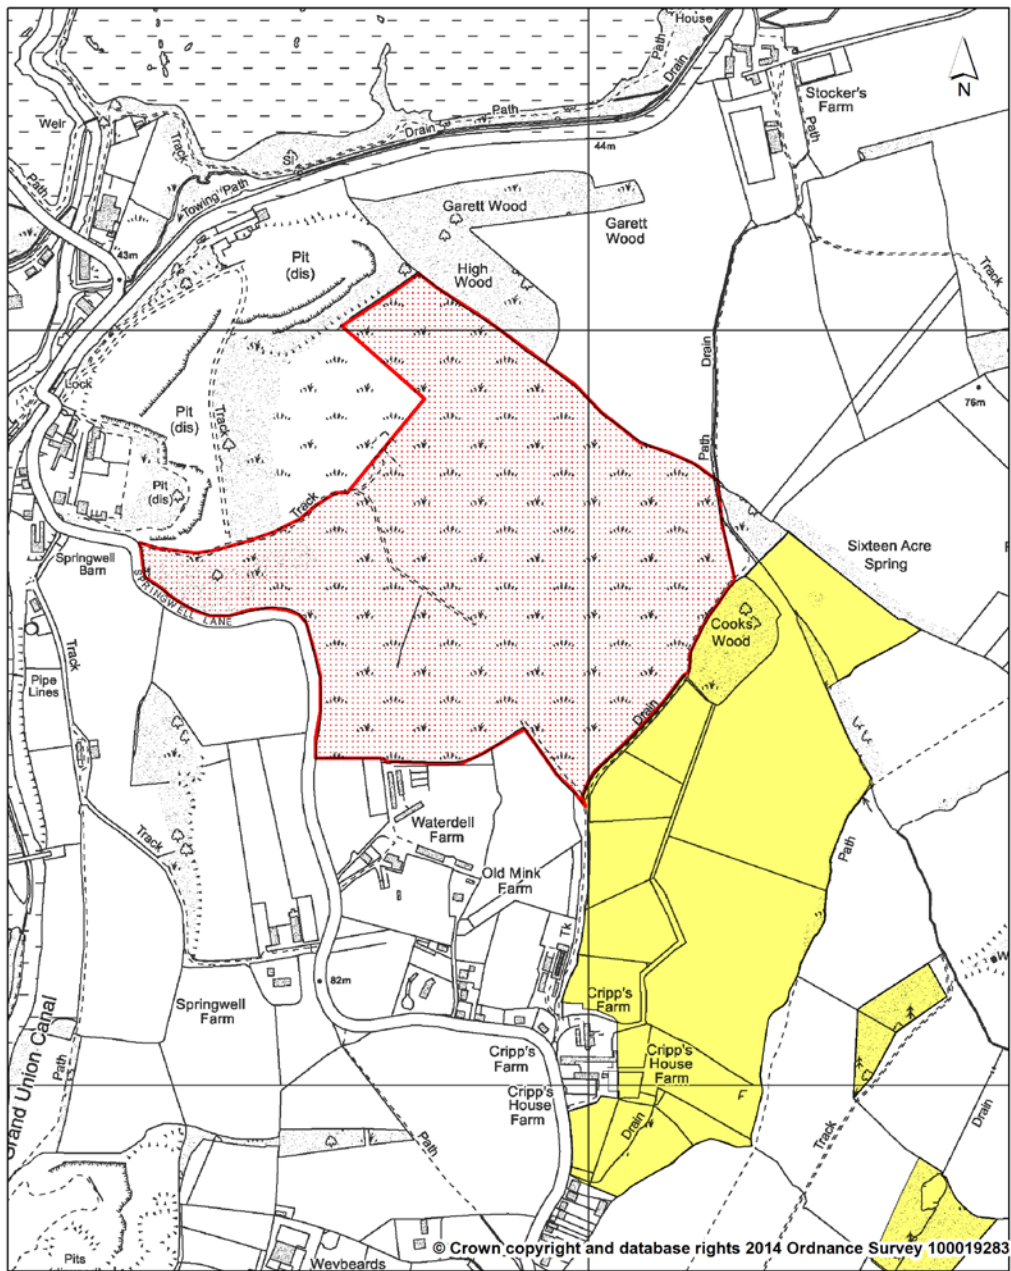 House
Path
Drain
N
Stocker's
Farm
Path
Path
Drain
44m
Weir
Track
Sl
Towing Path
Path
Garett Wood
Garett
Wood
43m
Pit
(dis)
High
Wood
Track
Drain
Lock
76m
Pit
(dis)
Track
Path
Pit
(dis)
Track
Springwell
Barn
Sixteen Acre
Spring
SPRINGWELL LANE
Cooks
Wood
Track
Pipe
Lines
Drain
Track
Waterdell
Farm
Path
Old Mink
Farm
Tk
82m
Springwell
Farm
Cripp's
Farm
Grand Union Canal
Path
Cripp's
Farm
Cripp's
House
Farm
Cripp's
House
Farm
Drain
Path
Track
Drain
Pits
Weybeards
© Crown copyright and database rights 2014 Ordnance Survey 100019283